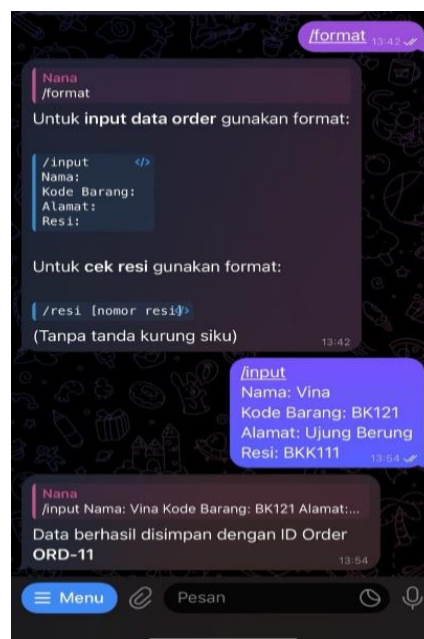 /format 13:42
Nana
/format
Untuk input data order gunakan format:
/input </>
Nama:
Kode Barang:
Alamat:
Resi:
Untuk cek resi gunakan format:
/resi [nomor resi]
(Tanpa tanda kurung siku) 13:42
/input
Nama: Vina
Kode Barang: BK121
Alamat: Ujung Berung
Resi: BKK111 13:54
Nana
/input Nama: Vina Kode Barang: BK121 Alamat:...
Data berhasil disimpan dengan ID Order
ORD-11 13:54
Menu Pesan